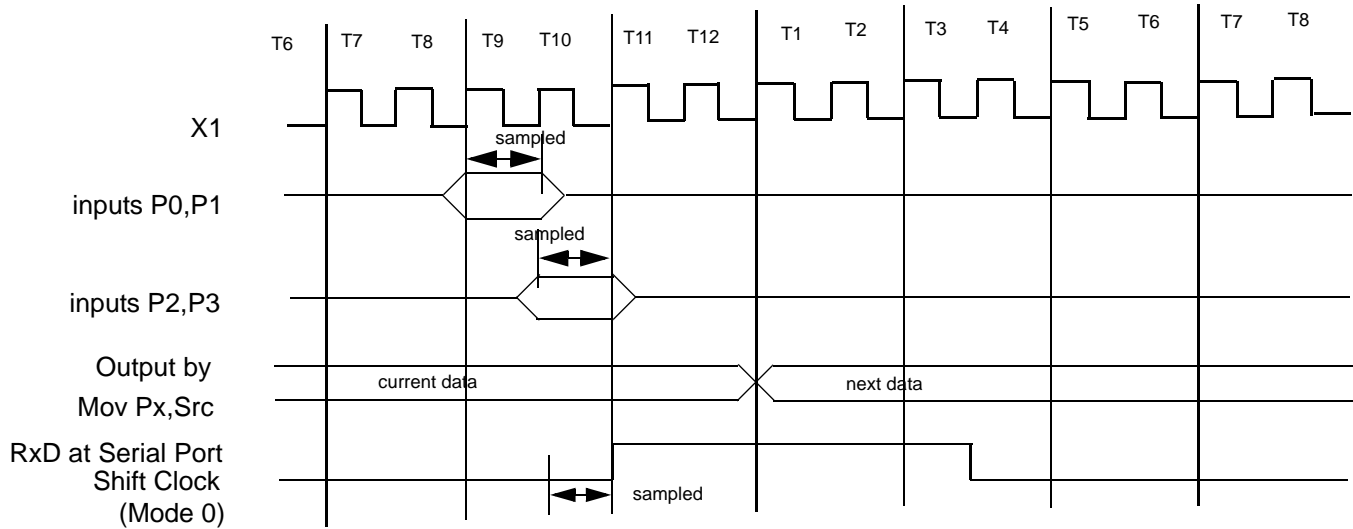 T6 T7 T8 T9 T10 T11 T12 T1 T2 T3 T4 T5 T6 T7 T8
X1
sampled
inputs P0,P1
sampled
inputs P2,P3
Output by
current data next data
Mov Px,Src
RxD at Serial Port
Shift Clock
sampled
(Mode 0)